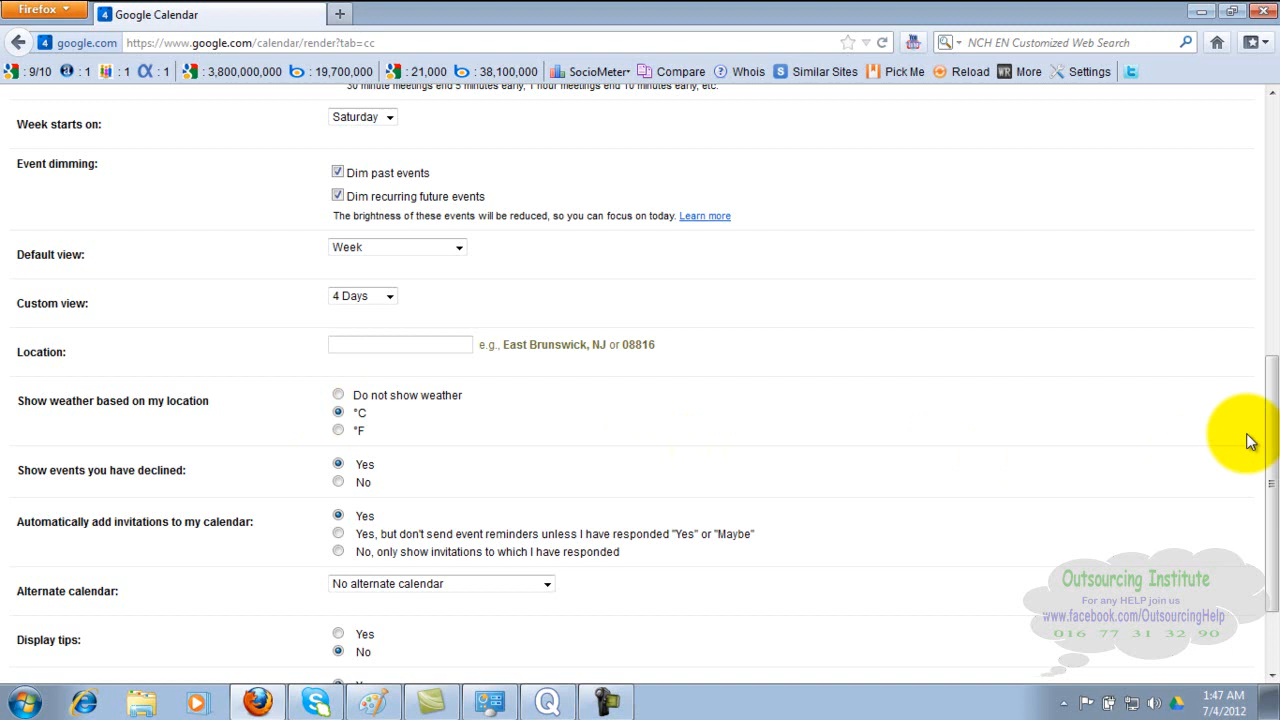 Firefox
4 Google Calendar
4 google.com https://www.google.com/calendar/render?tab=cc
NCH EN Customized Web Search
: 9/10 : 1 : 1 : 1 : 3,800,000,000 : 19,700,000 : 21,000 : 38,100,000 SocioMeter Compare Whois Similar Sites Pick Me Reload More Settings
30 minute meetings end 5 minutes early, 1 hour meetings end 10 minutes early, etc.
Week starts on: Saturday
Event dimming: Dim past events
Dim recurring future events
The brightness of these events will be reduced, so you can focus on today. Learn more
Default view: Week
Custom view: 4 Days
Location: e.g., East Brunswick, NJ or 08816
Show weather based on my location Do not show weather
°C
°F
Show events you have declined: Yes
No
Automatically add invitations to my calendar: Yes
Yes, but don't send event reminders unless I have responded "Yes" or "Maybe"
No, only show invitations to which I have responded
Alternate calendar: No alternate calendar
Display tips: Yes
No
Outsourcing Institute
For any HELP join us
www.facebook.com/OutsourcingHelp
016 77 31 32 90
1:47 AM
7/4/2012